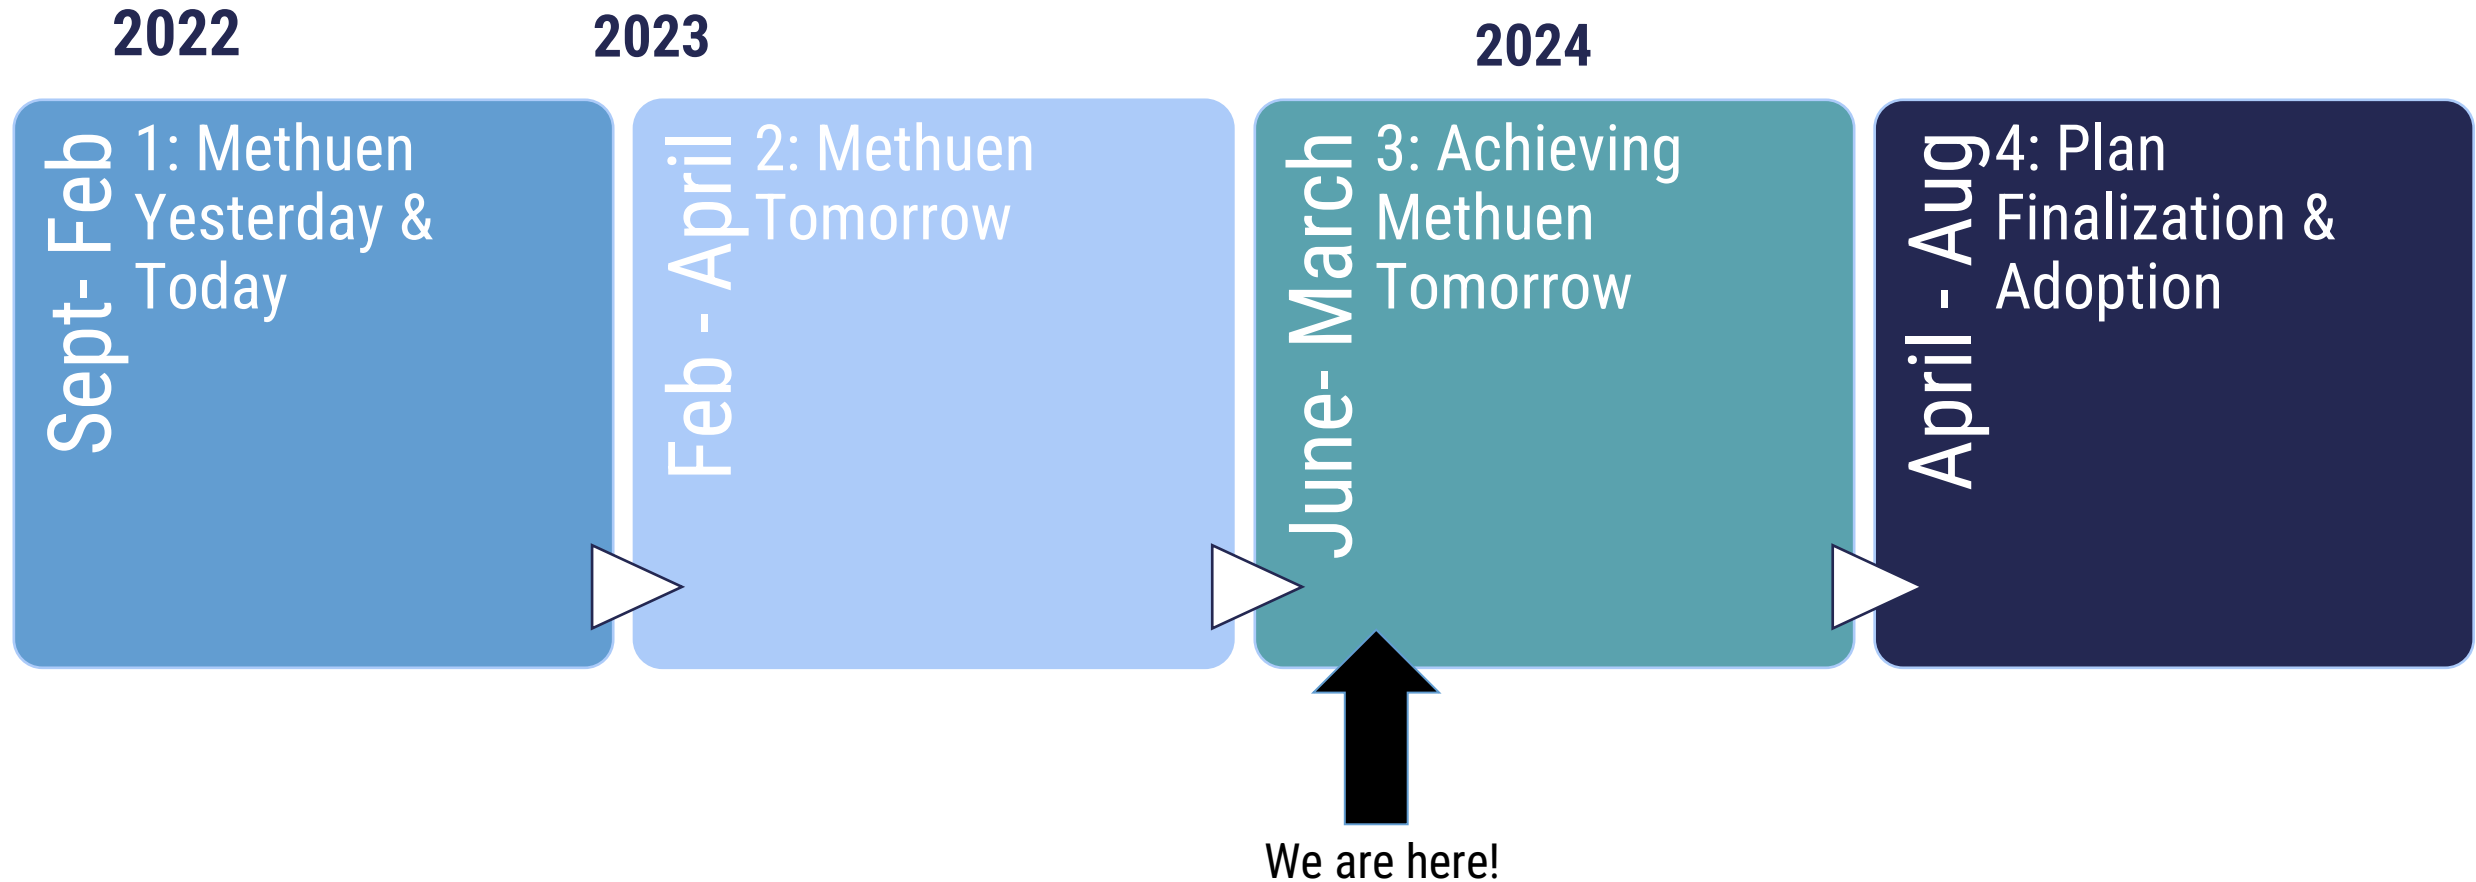 2022
2023
2024
Sept- Feb
1: Methuen
Yesterday &
Today
Feb - April
2: Methuen
Tomorrow
June- March
3: Achieving
Methuen
Tomorrow
April - Aug
4: Plan
Finalization &
Adoption
We are here!